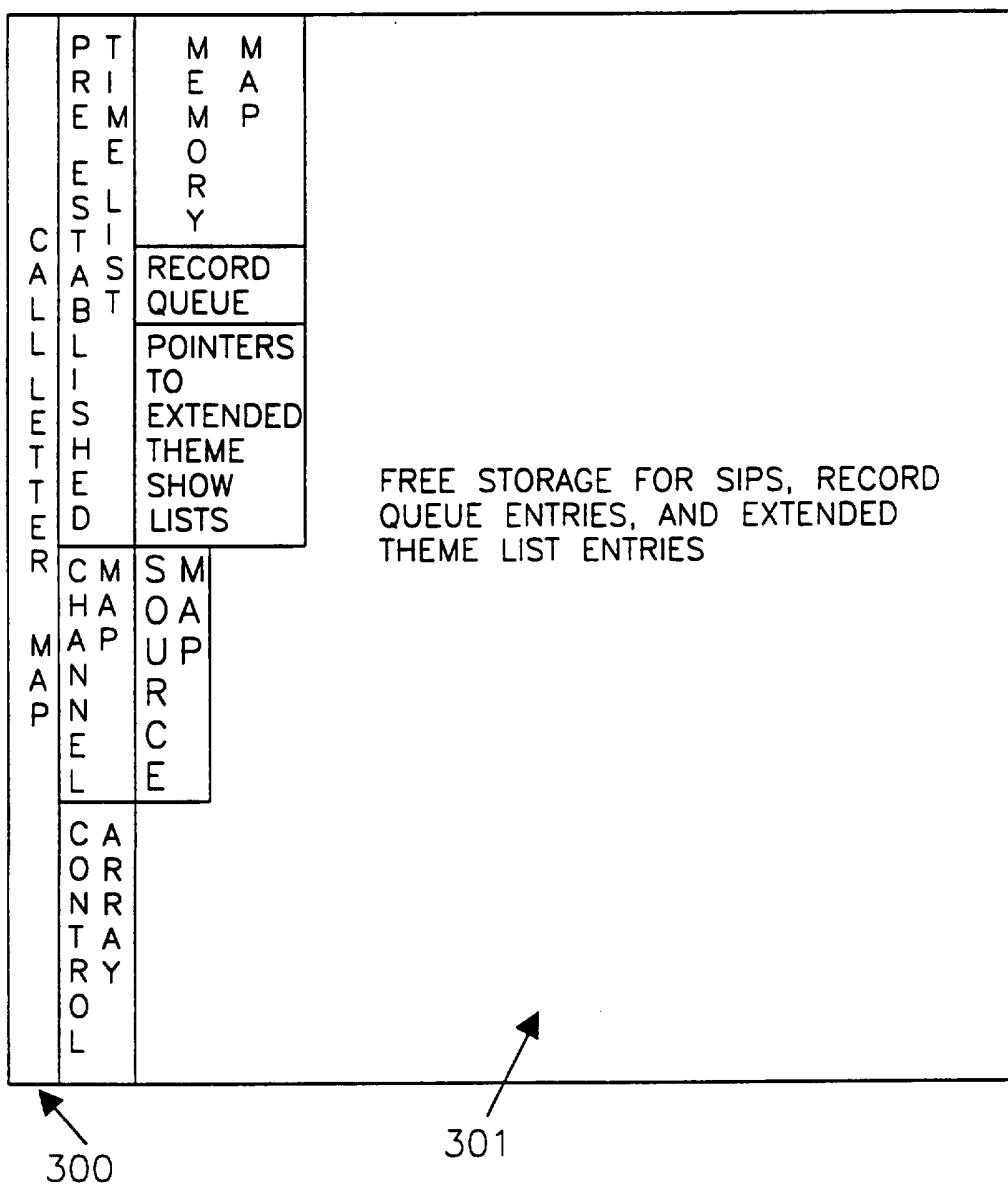 CALL LETTER MAP
PRE ESTABLISHED
TIME LIST
MEMORY
MAP
RECORD
QUEUE
POINTERS
TO
EXTENDED
THEME
SHOW
LISTS
CHANNEL
MAP
SOURCE
MAP
CONTROL
ARRAY
FREE STORAGE FOR SIPS, RECORD
QUEUE ENTRIES, AND EXTENDED
THEME LIST ENTRIES
300
301